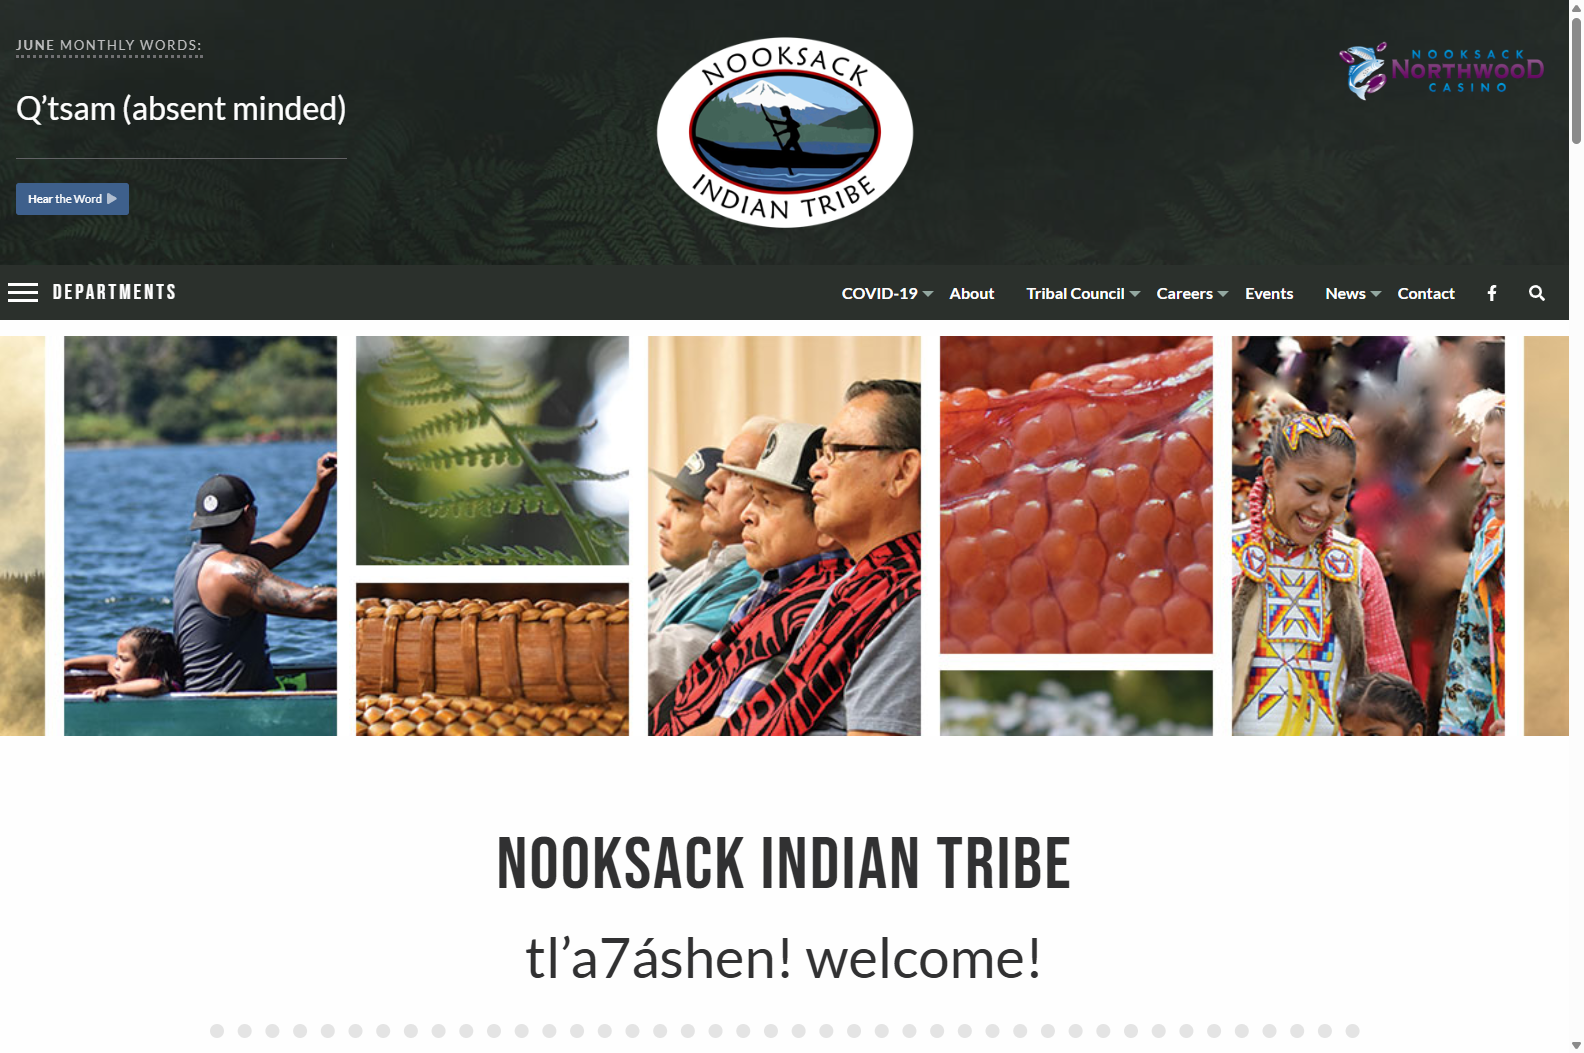 JUNE MONTHLY WORDS:
Q’tsam (absent minded)
Hear the Word
NOOKSACK
INDIAN TRIBE
NOOKSACK
NORTHWOOD
CASINO
DEPARTMENTS
COVID-19 About Tribal Council Careers Events News Contact
NOOKSACK INDIAN TRIBE
tl’a7áshen! welcome!